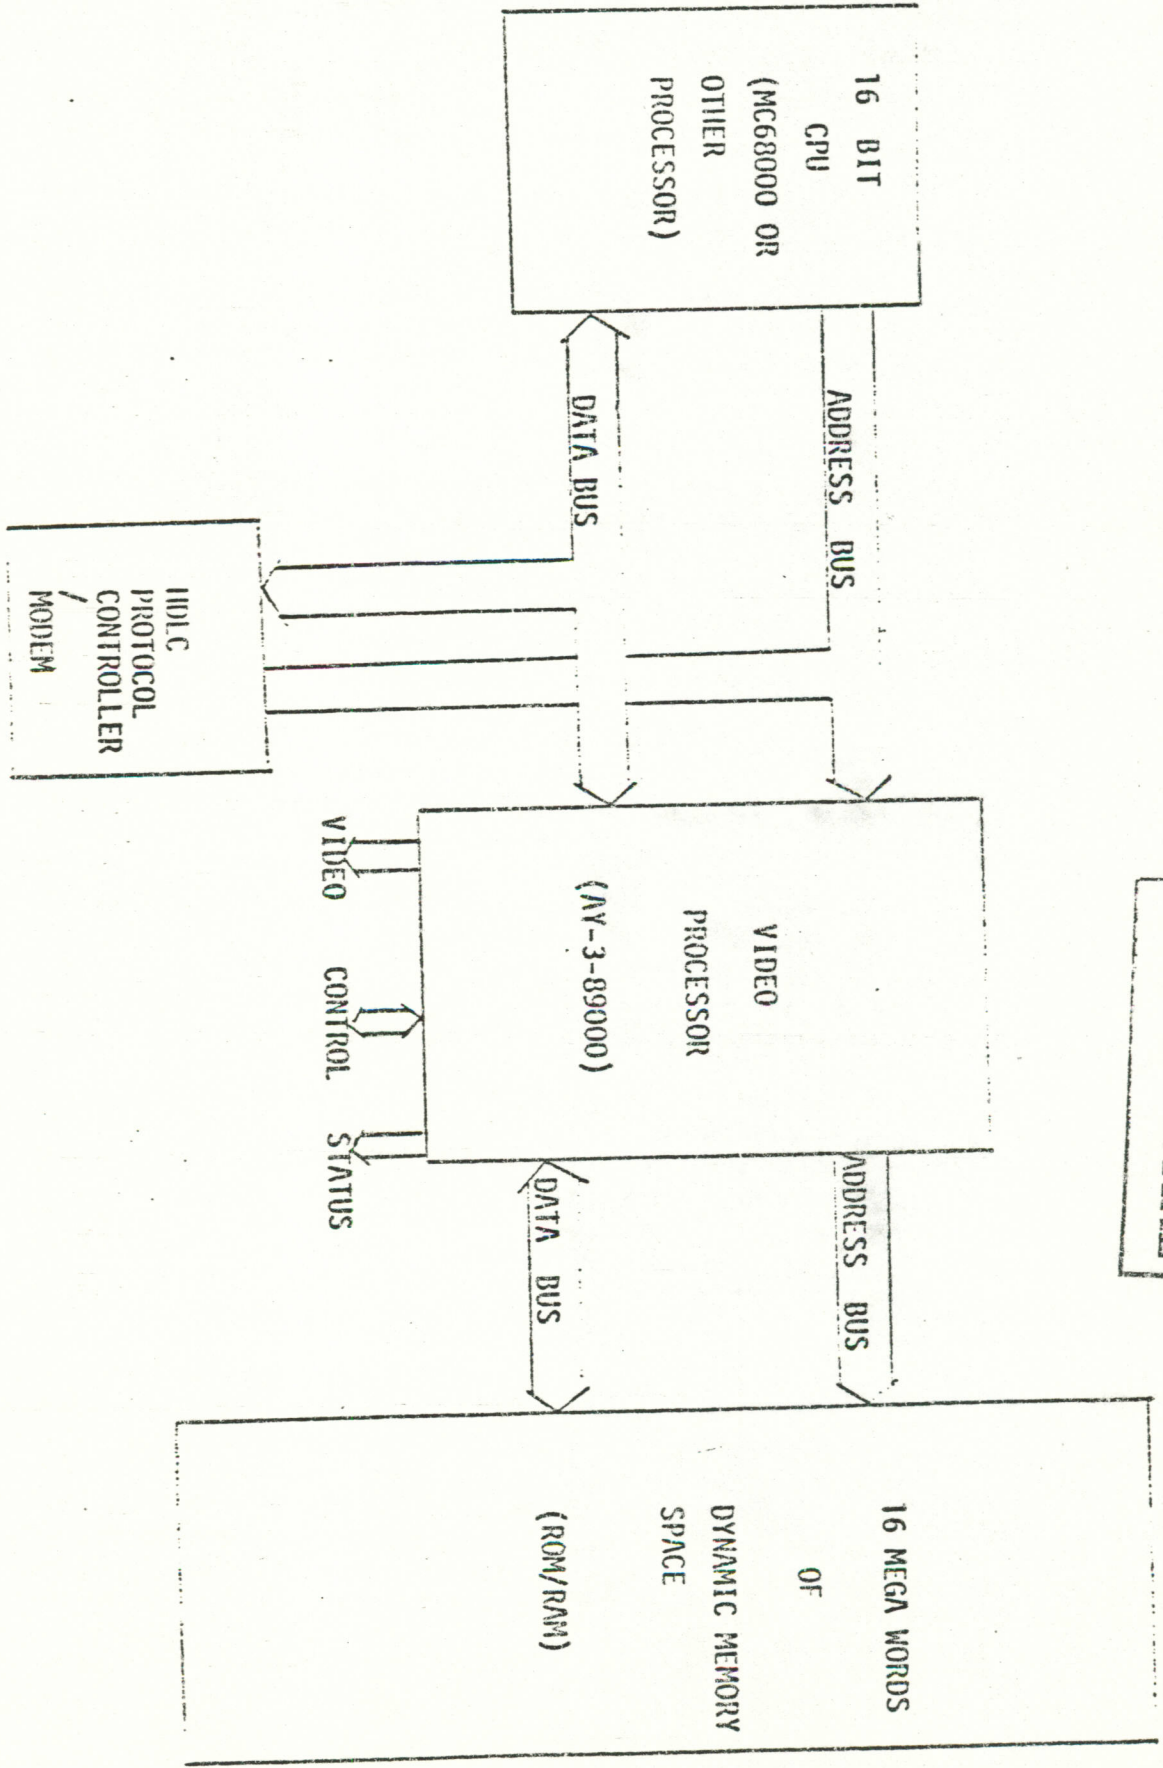 16 BIT
CPU
(MC68000 OR
OTHER
PROCESSOR)
ADDRESS BUS
DATA BUS
HDLC
PROTOCOL
CONTROLLER
/
MODEM
VIDEO
PROCESSOR
(AY-3-89000)
VIDEO
CONTROL
STATUS
ADDRESS BUS
DATA BUS
16 MEGA WORDS
OF
DYNAMIC MEMORY
SPACE
(ROM/RAM)